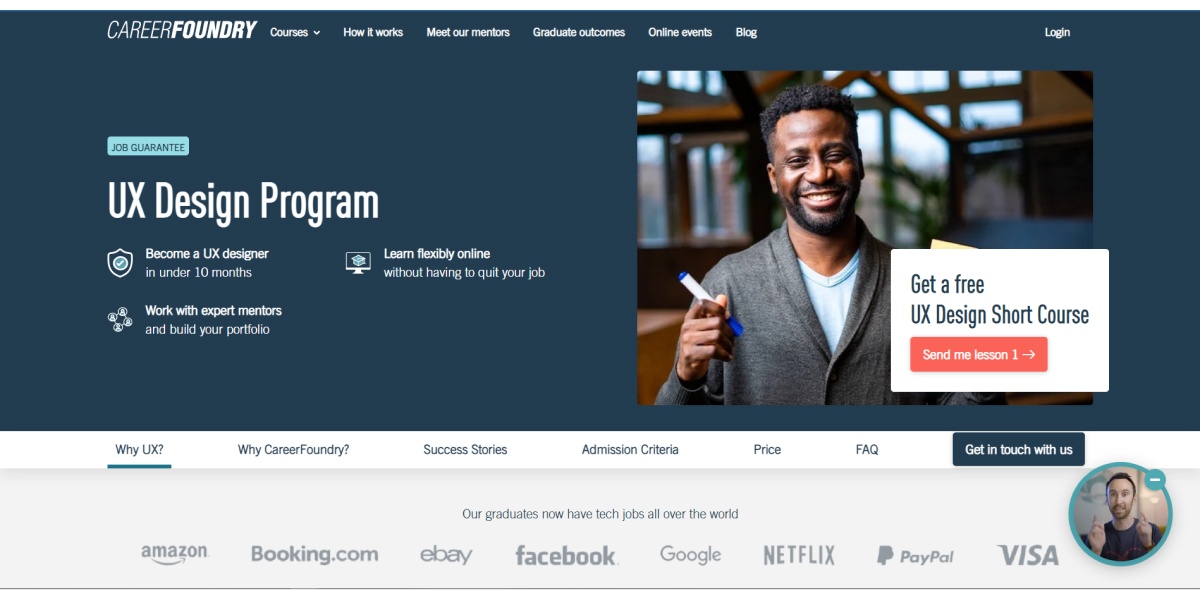 CAREERFOUNDRY
Courses
How it works
Meet our mentors
Graduate outcomes
Online events
Blog
Login
JOB GUARANTEE
UX Design Program
Become a UX designer
in under 10 months
Learn flexibly online
without having to quit your job
Work with expert mentors
and build your portfolio
Get a free
UX Design Short Course
Send me lesson 1 →
Why UX?
Why CareerFoundry?
Success Stories
Admission Criteria
Price
FAQ
Get in touch with us
Our graduates now have tech jobs all over the world
amazon
Booking.com
ebay
facebook.
Google
NETFLIX
PayPal
VISA